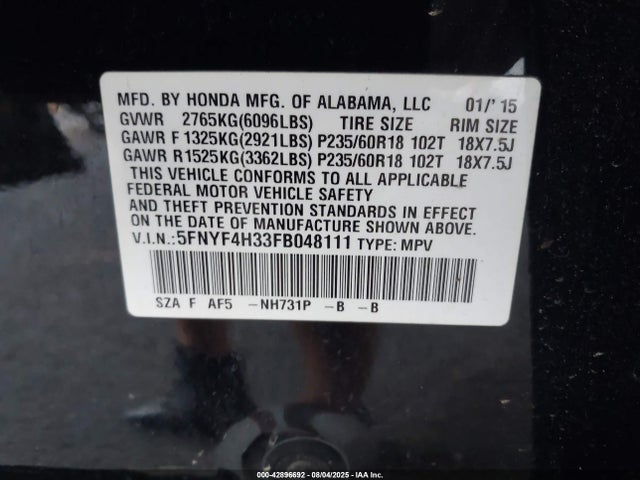 MFD. BY HONDA MFG. OF ALABAMA, LLC 01/'15
GVWR 2765KG(6096LBS) TIRE SIZE RIM SIZE
GAWR F 1325KG(2921LBS) P235/60R18 102T 18X7.5J
GAWR R 1525KG(3362LBS) P235/60R18 102T 18X7.5J
THIS VEHICLE CONFORMS TO ALL APPLICABLE
FEDERAL MOTOR VEHICLE SAFETY
AND THEFT PREVENTION STANDARDS IN EFFECT
ON THE DATE OF MANUFACTURE SHOWN ABOVE.
V.I.N.:5FNYF4H33FB048111 TYPE: MPV
SZA F AF5 -NH731P -B -B
000-42896692 - 08/04/2025 - IAA Inc.